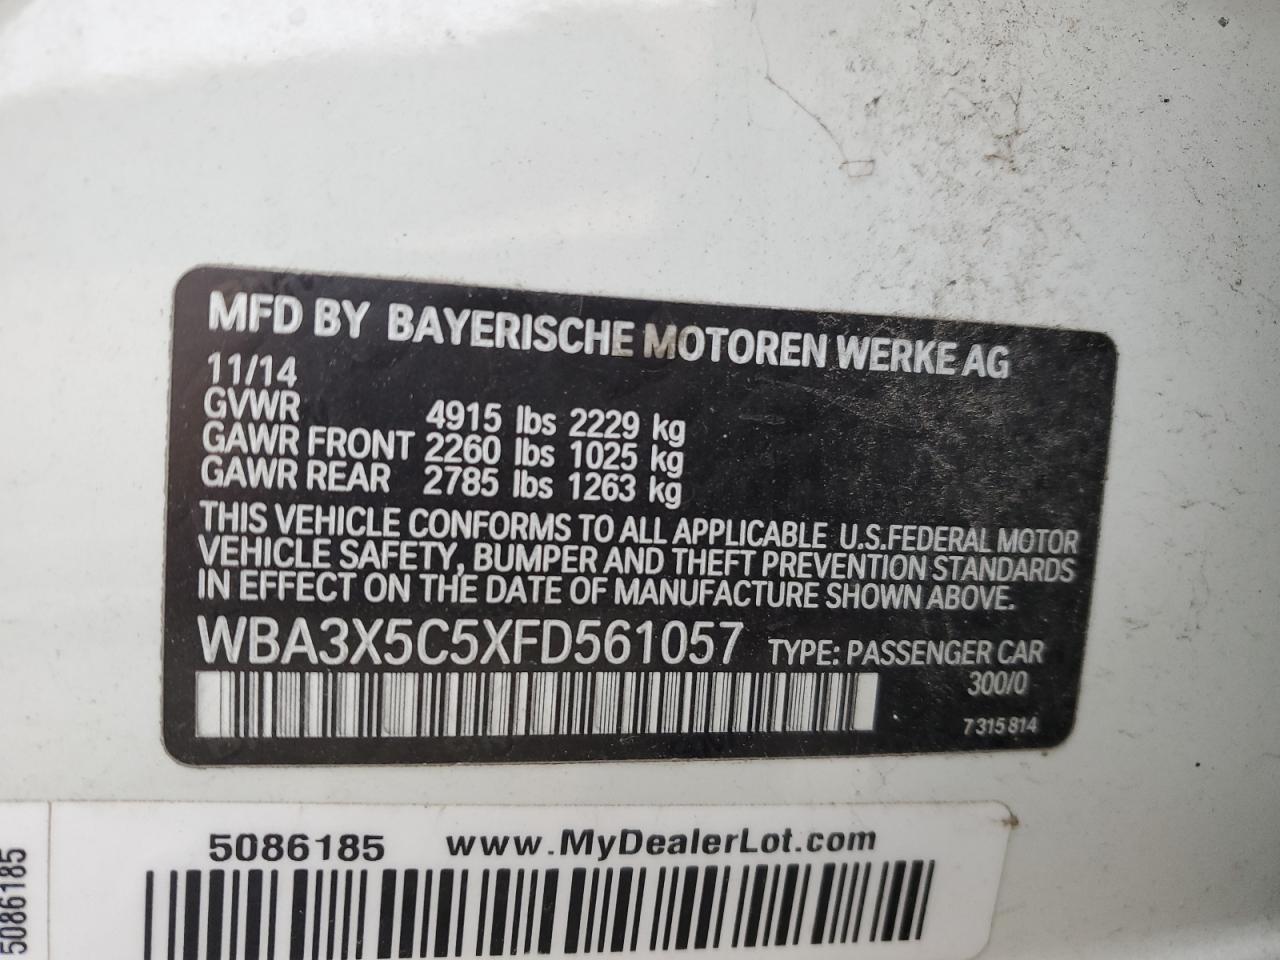 MFD BY BAYERISCHE MOTOREN WERKE AG
11/14
GVWR 4915 lbs 2229 kg
GAWR FRONT 2260 lbs 1025 kg
GAWR REAR 2785 lbs 1263 kg
THIS VEHICLE CONFORMS TO ALL APPLICABLE U.S.FEDERAL MOTOR
VEHICLE SAFETY, BUMPER AND THEFT PREVENTION STANDARDS
IN EFFECT ON THE DATE OF MANUFACTURE SHOWN ABOVE.
WBA3X5C5XFD561057 TYPE: PASSENGER CAR
300/0
7315814
5086185 www.MyDealerLot.com
5086185